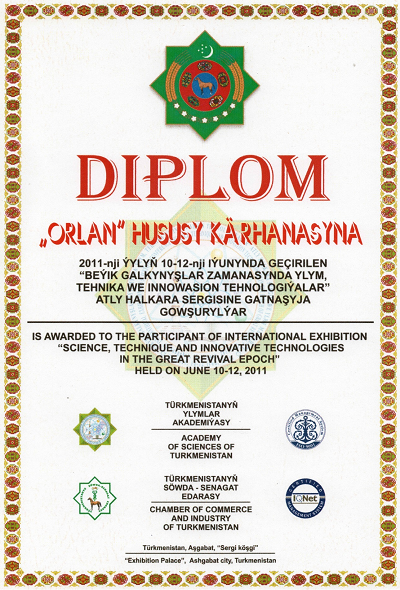 DIPLOM
„ORLAN“ HUSUSY KÄRHANASYNA
2011-nji ÝYLYŇ 10-12-nji IÝUNYNDA GEÇIRILEN
“BEÝIK GALKYNYŞLAR ZAMANASYNDA YLYM,
TEHNIKA WE INNOWASION TEHNOLOGIÝALAR”
ATLY HALKARA SERGISINE GATNAŞYJA
GOWŞURYLÝAR
IS AWARDED TO THE PARTICIPANT OF INTERNATIONAL EXHIBITION
“SCIENCE, TECHNIQUE AND INNOVATIVE TECHNOLOGIES
IN THE GREAT REVIVAL EPOCH”
HELD ON JUNE 10-12, 2011
TÜRKMENISTANYŇ
YLYMLAR
AKADEMIÝASY
ACADEMY
OF SCIENCES OF
TURKMENISTAN
TÜRKMENISTANYŇ
SÖWDA - SENAGAT
EDARASY
CHAMBER OF COMMERCE
AND INDUSTRY
OF TURKMENISTAN
IQNet
Türkmenistan, Aşgabat, “Sergi köşgi”
“Exhibition Palace”, Ashgabat city, Turkmenistan